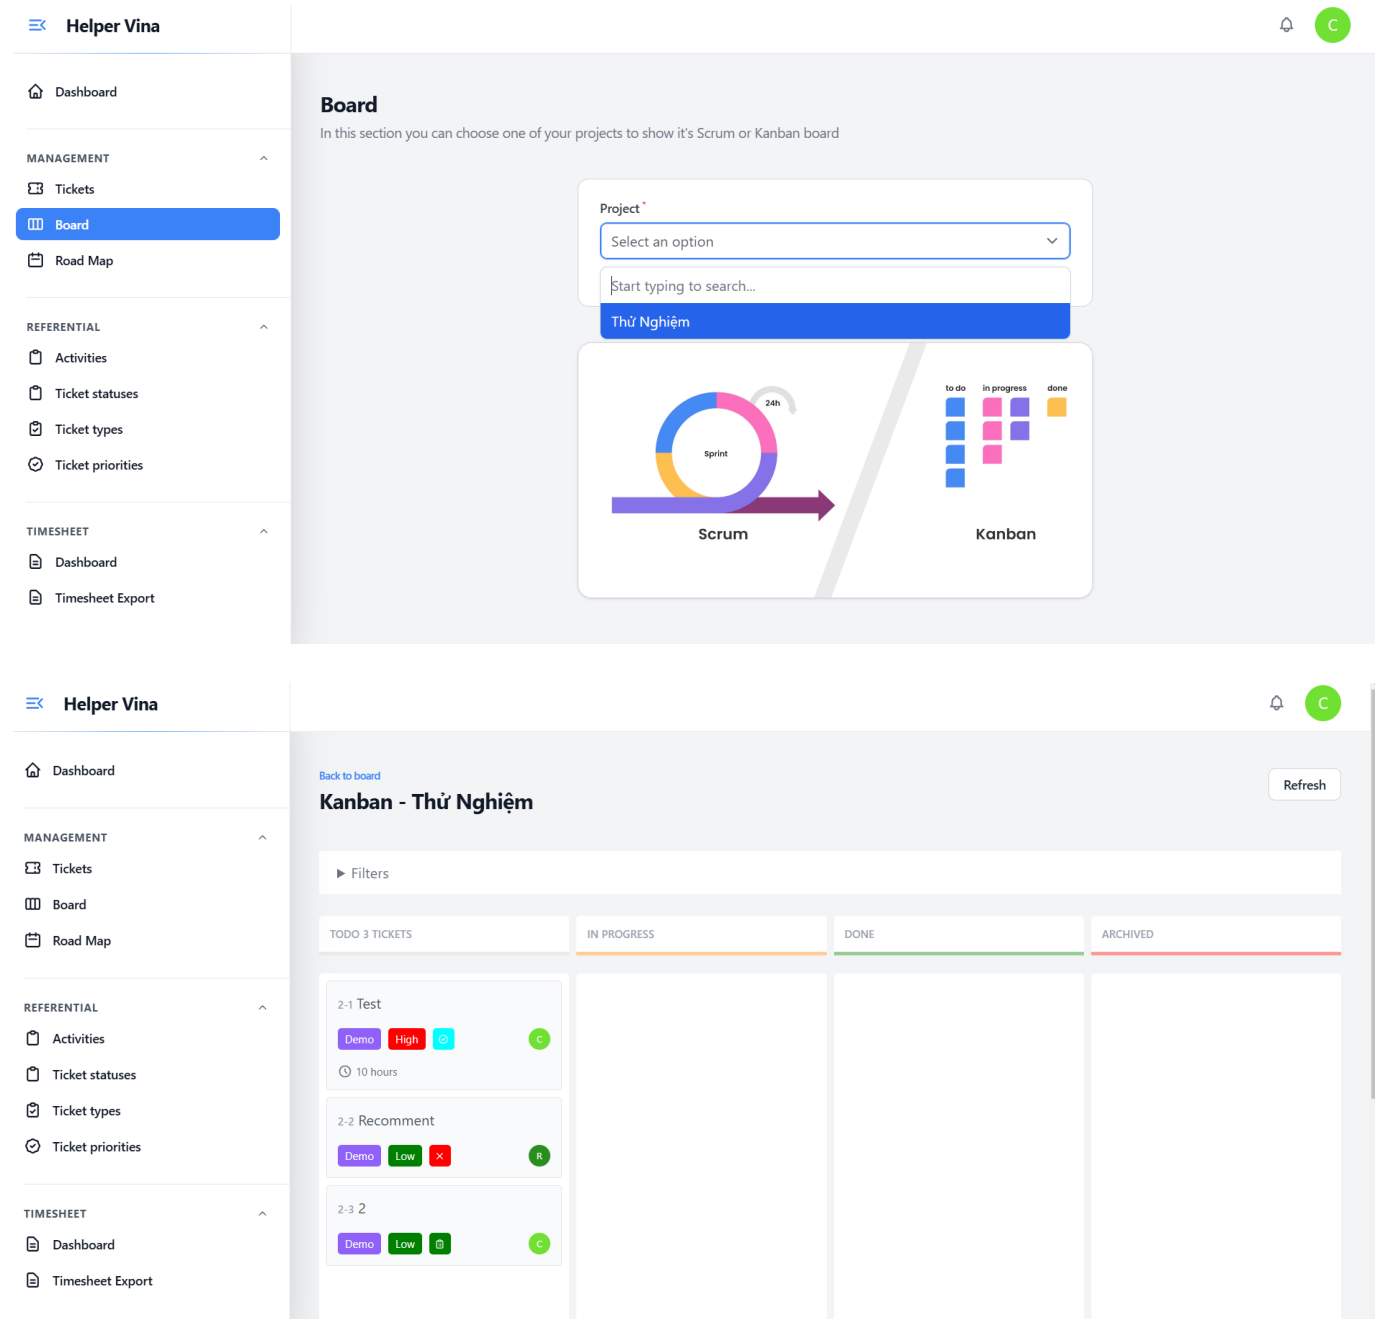 Helper Vina
C
Dashboard
MANAGEMENT
Tickets
Board
Road Map
REFERENTIAL
Activities
Ticket statuses
Ticket types
Ticket priorities
TIMESHEET
Dashboard
Timesheet Export
Board
In this section you can choose one of your projects to show it's Scrum or Kanban board
Project *
Select an option
Start typing to search...
Thử Nghiệm
24h
Sprint
Scrum
to do in progress done
Kanban
Helper Vina
C
Dashboard
MANAGEMENT
Tickets
Board
Road Map
REFERENTIAL
Activities
Ticket statuses
Ticket types
Ticket priorities
TIMESHEET
Dashboard
Timesheet Export
Back to board
Kanban - Thử Nghiệm
Refresh
Filters
TODO 3 TICKETS
IN PROGRESS
DONE
ARCHIVED
2-1 Test
Demo High C
10 hours
2-2 Recomment
Demo Low R
2-3 2
Demo Low C